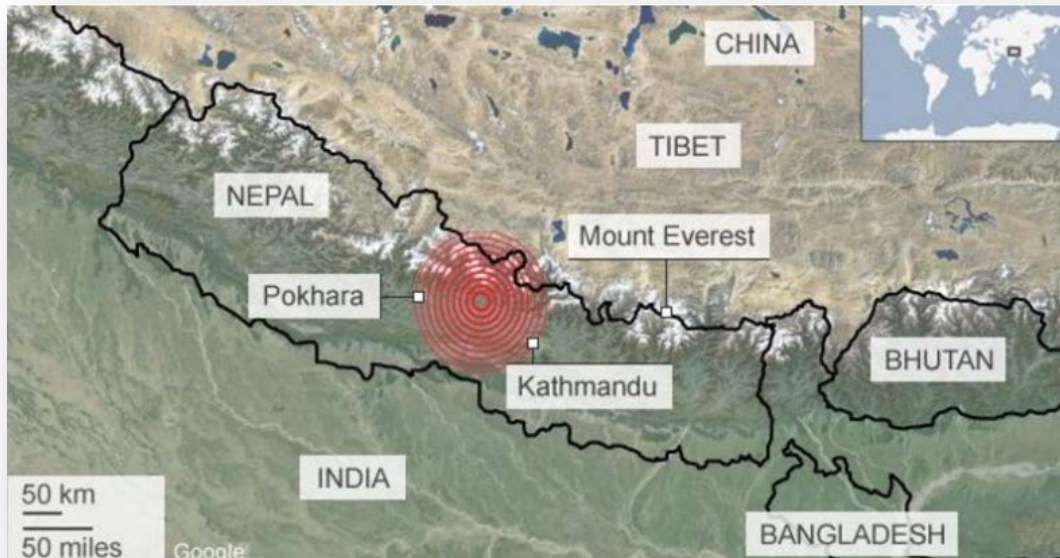 CHINA
TIBET
NEPAL
Mount Everest
Pokhara
BHUTAN
Kathmandu
INDIA
50 km
BANGLADESH
50 miles
Google